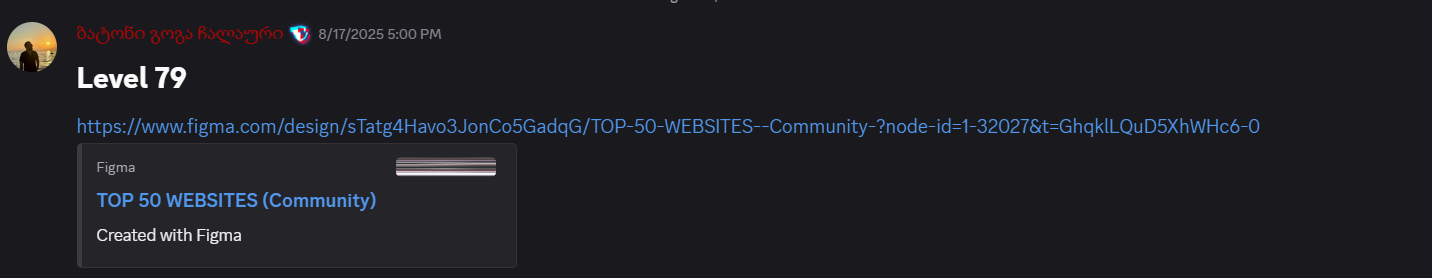 ბატონი გოგა ჩალაური 8/17/2025 5:00 PM
Level 79
https://www.figma.com/design/sTatg4Havo3JonCo5GadqG/TOP-50-WEBSITES--Community-?node-id=1-32027&t=GhqklLQuD5XhWHc6-0
Figma
TOP 50 WEBSITES (Community)
Created with Figma